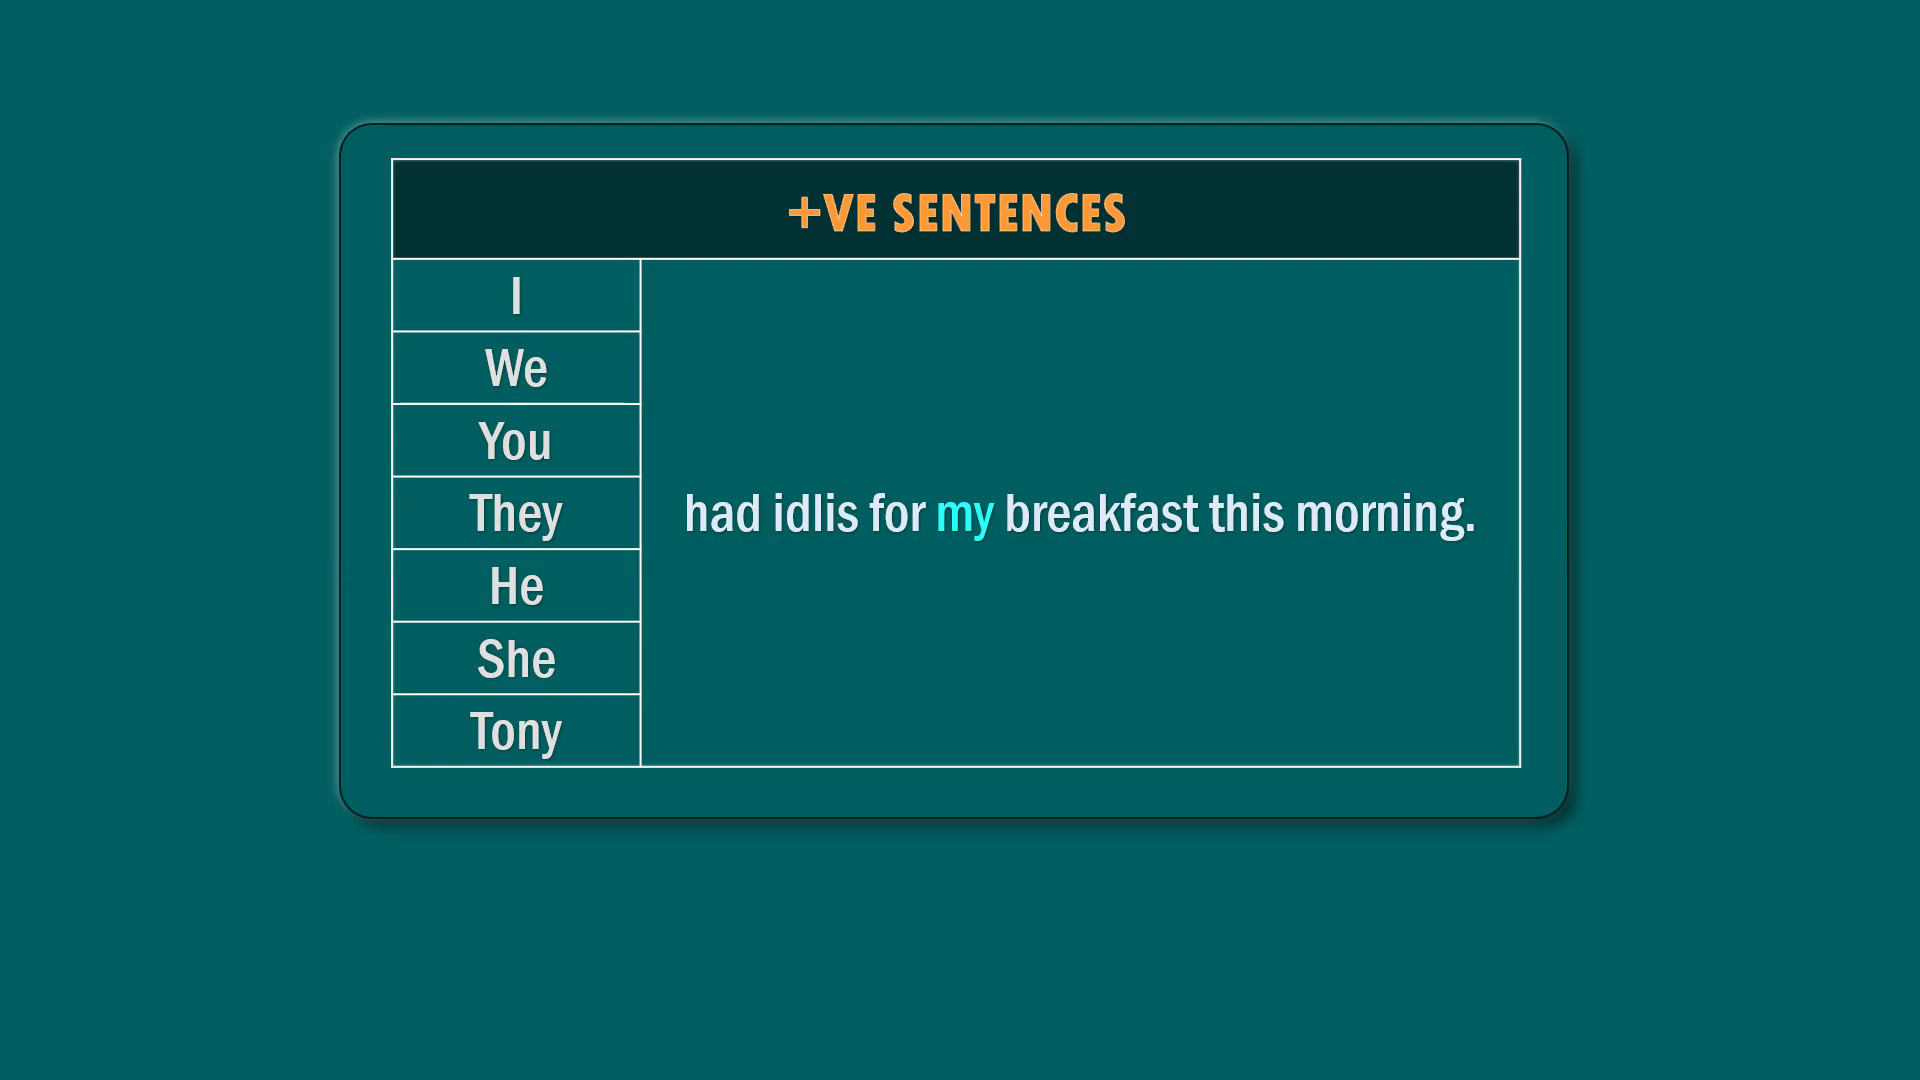 +VE SENTENCES
I
We
You
They
had idlis for my breakfast this morning.
He
She
Tony